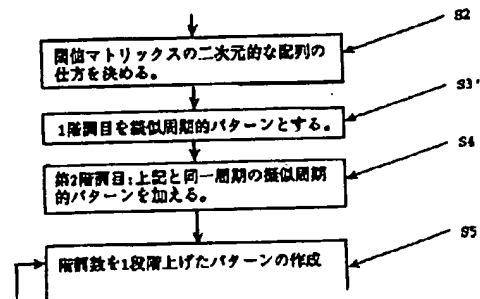 S2
閾値マトリックスの二次元的な配列の
仕方を決める。
S3'
1階調目を擬似周期的パターンとする。
S4
第2階調目:上記と同一周期の擬似周期
的パターンを加える。
S5
階調数を1段階上げたパターンの作成